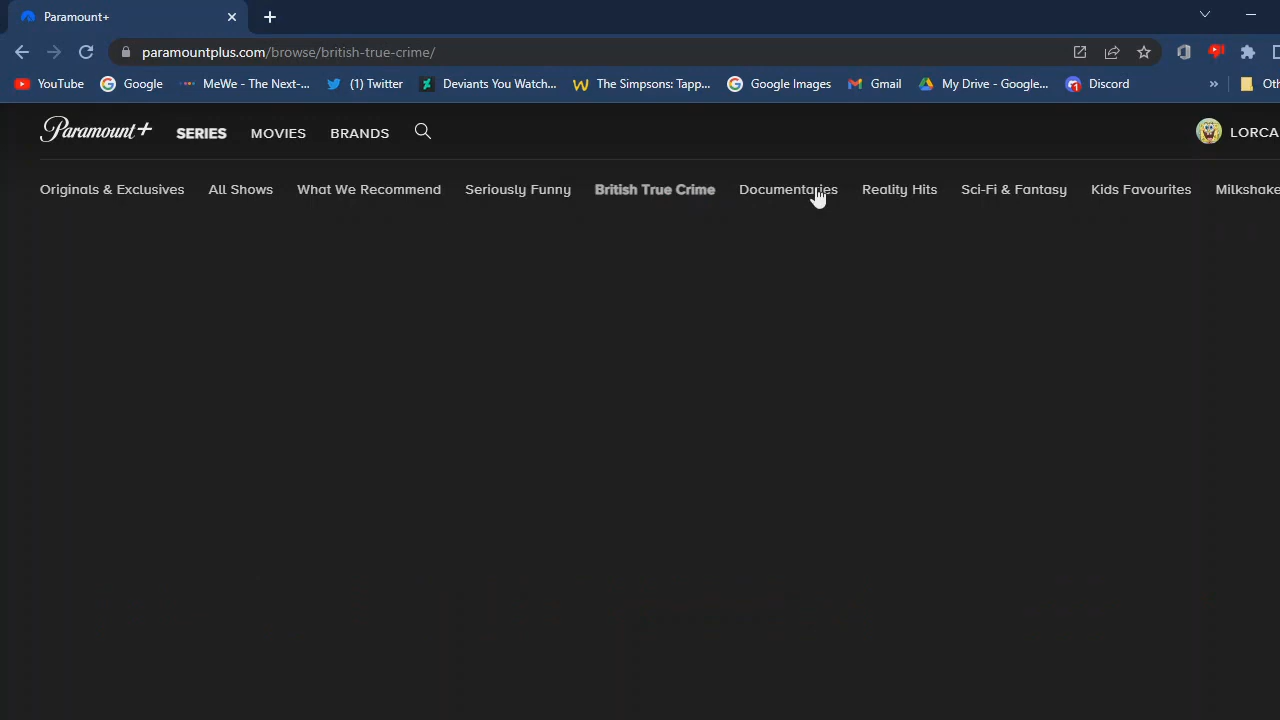 Paramount+
paramountplus.com/browse/british-true-crime/
YouTube Google MeWe - The Next-... (1) Twitter Deviants You Watch... The Simpsons: Tapp... Google Images Gmail My Drive - Google... 1 Discord » Oth
Paramount+ SERIES MOVIES BRANDS LORCA
Originals & Exclusives All Shows What We Recommend Seriously Funny British True Crime Documentaries Reality Hits Sci-Fi & Fantasy Kids Favourites Milkshake